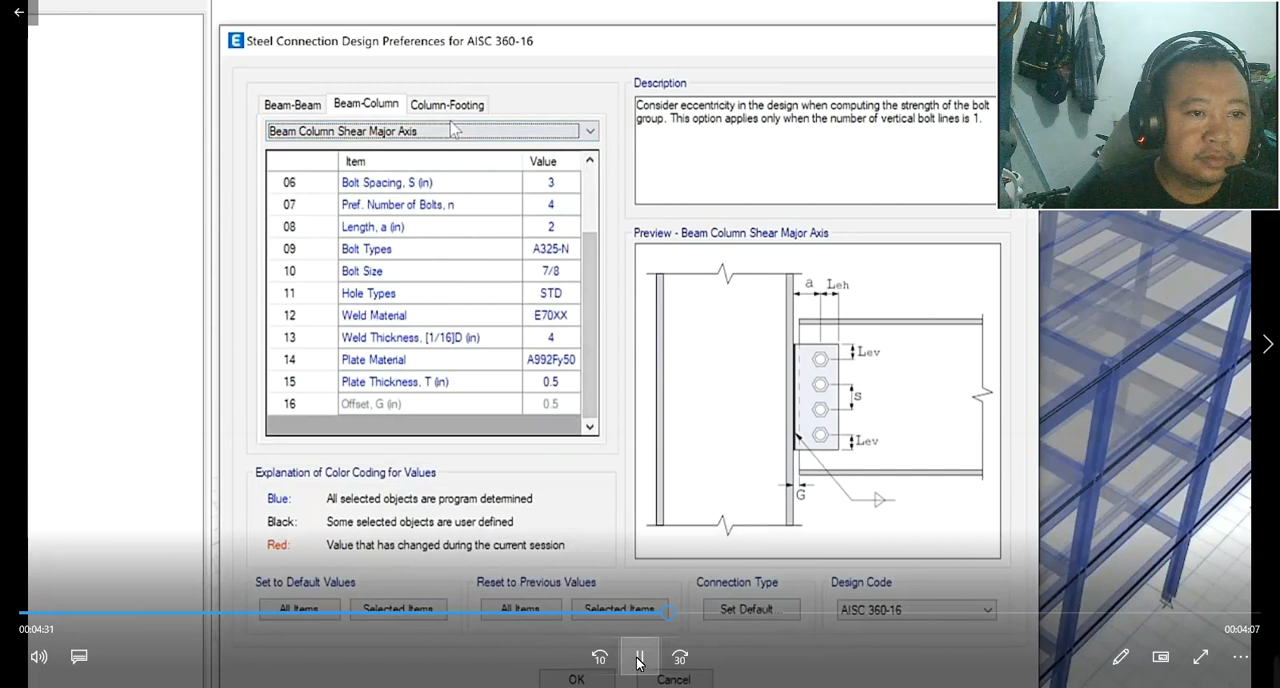 Steel Connection Design Preferences for AISC 360-16
Beam-Beam Beam-Column Column-Footing
Beam Column Shear Major Axis
Item Value
06 Bolt Spacing, S (in) 3
07 Pref. Number of Bolts, n 4
08 Length, a (in) 2
09 Bolt Types A325-N
10 Bolt Size 7/8
11 Hole Types STD
12 Weld Material E70XX
13 Weld Thickness, [1/16]D (in) 4
14 Plate Material A992Fy50
15 Plate Thickness, T (in) 0.5
16 Offset, G (in) 0.5
Explanation of Color Coding for Values
Blue: All selected objects are program determined
Black: Some selected objects are user defined
Red: Value that has changed during the current session
Set to Default Values
All Items Selected Items
Reset to Previous Values
All Items Selected Items
Description
Consider eccentricity in the design when computing the strength of the bolt
group. This option applies only when the number of vertical bolt lines is 1.
Preview - Beam Column Shear Major Axis
a Leh
Lev
s
Lev
G
Connection Type
Set Default...
Design Code
AISC 360-16
OK Cancel
00:04:31 00:04:07
10 30